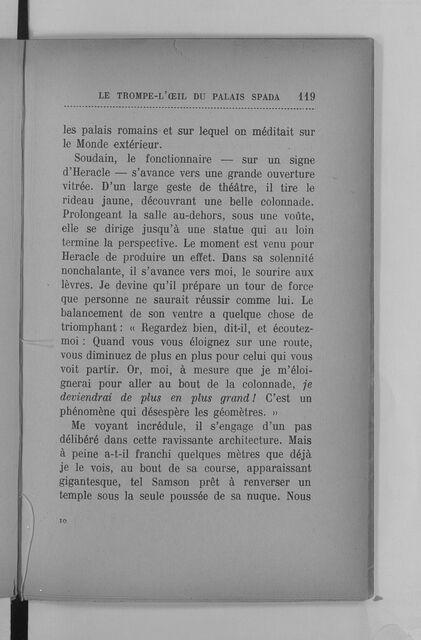 LE TROMPE-L'ŒIL DU PALAIS SPADA 119
les palais romains et sur lequel on méditait sur
le Monde extérieur.
Soudain, le fonctionnaire — sur un signe
d'Heracle — s'avance vers une grande ouverture
vitrée. D'un large geste de théâtre, il tire le
rideau jaune, découvrant une belle colonnade.
Prolongeant la salle au-dehors, sous une voûte,
elle se dirige jusqu'à une statue qui au loin
termine la perspective. Le moment est venu pour
Heracle de produire un effet. Dans sa solennité
nonchalante, il s'avance vers moi, le sourire aux
lèvres. Je devine qu'il prépare un tour de force
que personne ne saurait réussir comme lui. Le
balancement de son ventre a quelque chose de
triomphant : « Regardez bien, dit-il, et écoutez-
moi : Quand vous vous éloignez sur une route,
vous diminuez de plus en plus pour celui qui vous
voit partir. Or, moi, à mesure que je m'éloi-
gnerai pour aller au bout de la colonnade, je
deviendrai de plus en plus grand ! C'est un
phénomène qui désespère les géomètres. »
Me voyant incrédule, il s'engage d'un pas
délibéré dans cette ravissante architecture. Mais
à peine a-t-il franchi quelques mètres que déjà
je le vois, au bout de sa course, apparaissant
gigantesque, tel Samson prêt à renverser un
temple sous la seule poussée de sa nuque. Nous
10